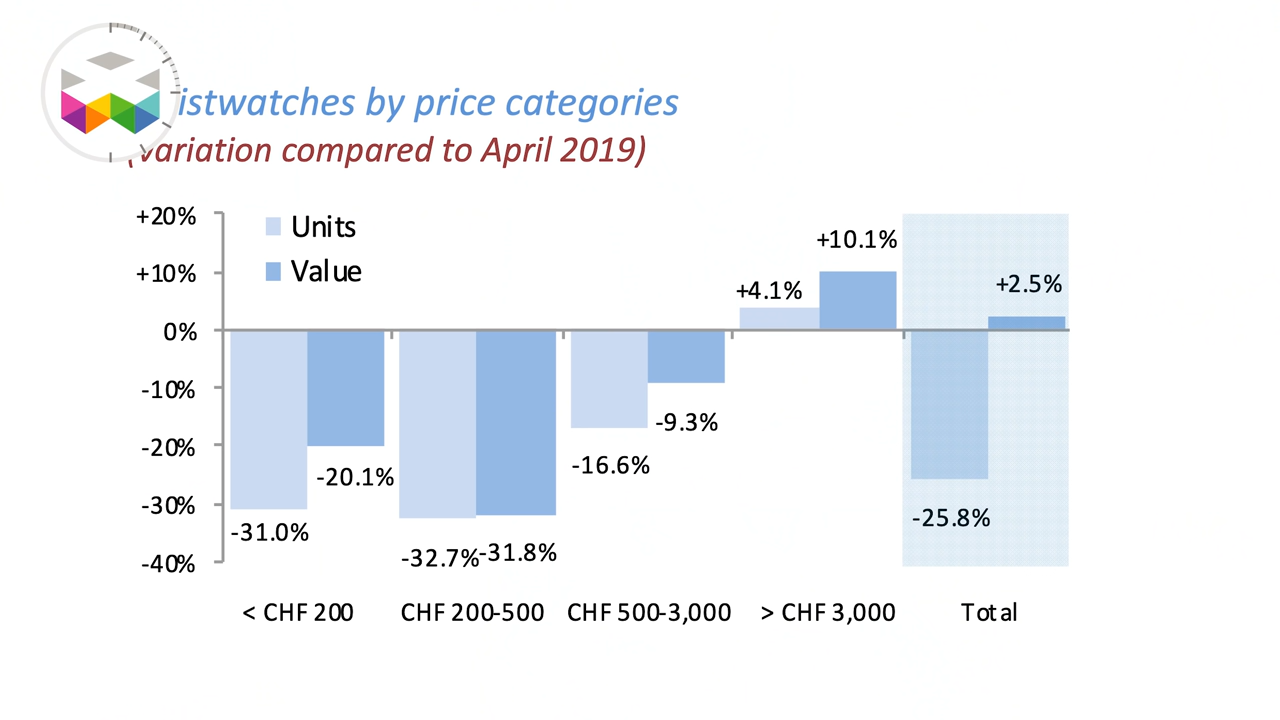 istwatches by price categories
(variation compared to April 2019)
+20%
+10%
0%
-10%
-20%
-30%
-40%
Units
Value
-31.0%
-20.1%
-32.7%
-31.8%
-16.6%
-9.3%
+4.1%
+10.1%
-25.8%
+2.5%
< CHF 200
CHF 200-500
CHF 500-3,000
> CHF 3,000
Total